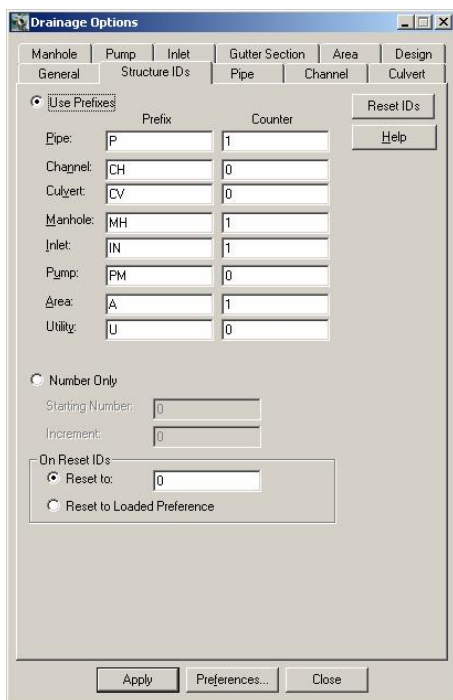 Drainage Options
Manhole Pump Inlet Gutter Section Area Design
General Structure IDs Pipe Channel Culvert
Use Prefixes Reset IDs
Prefix Counter
Help
Pipe: P 1
Channel: CH 0
Culvert: CV 0
Manhole: MH 1
Inlet: IN 1
Pump: PM 0
Area: A 1
Utility: U 0
Number Only
Starting Number: 0
Increment: 0
On Reset IDs
Reset to: 0
Reset to Loaded Preference
Apply Preferences... Close